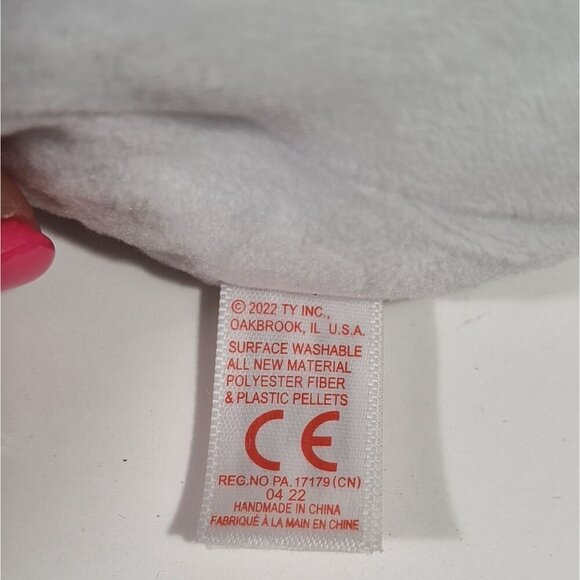 © 2022 TY INC.,
OAKBROOK, IL U.S.A.
SURFACE WASHABLE
ALL NEW MATERIAL
POLYESTER FIBER
& PLASTIC PELLETS
CE
REG.NO PA.17179(CN)
04 22
HANDMADE IN CHINA
FABRIQUÉ À LA MAIN EN CHINE